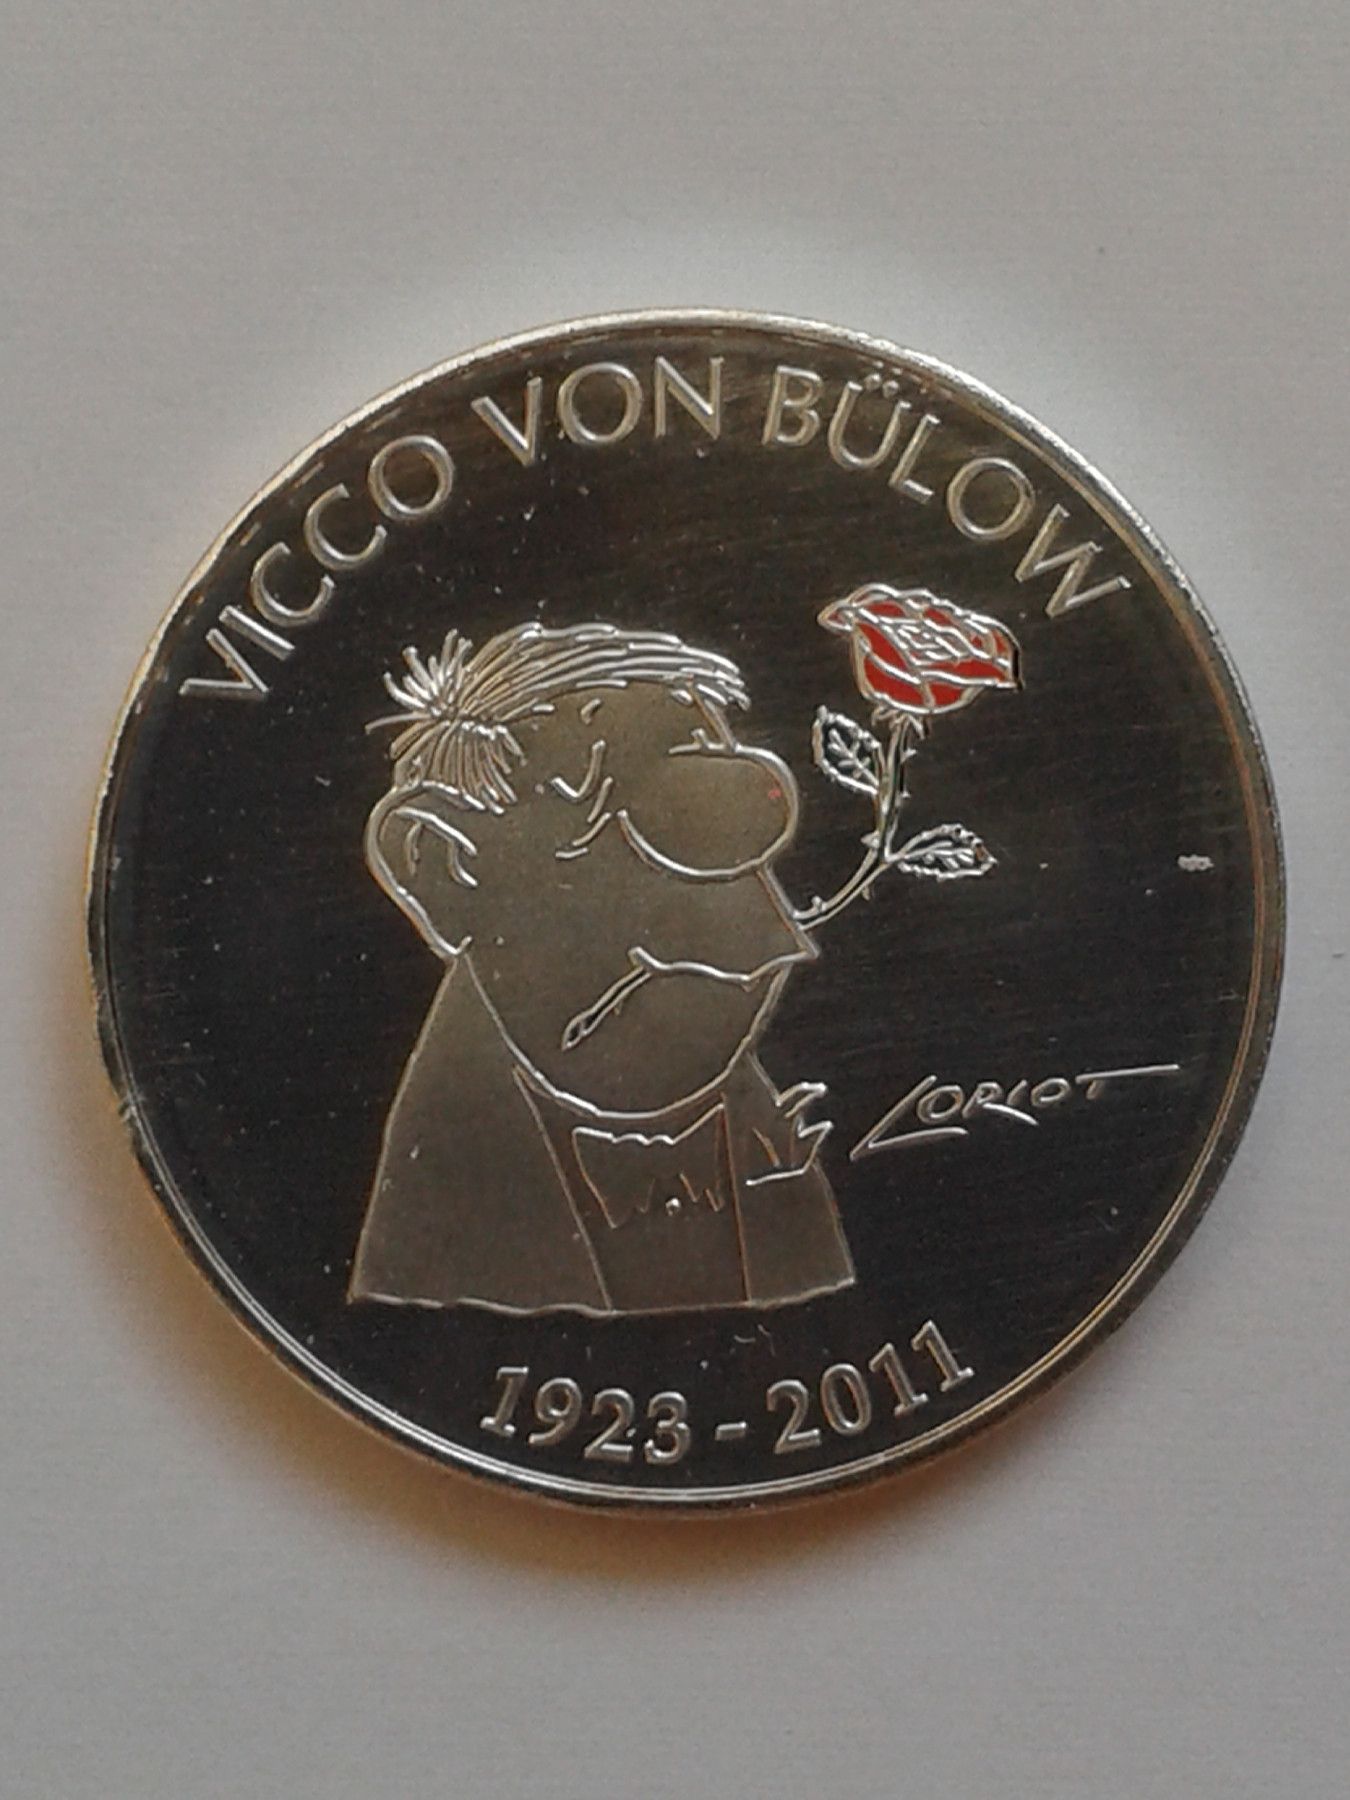 VICCO VON BÜLOW
LORIOT
1923 - 2011